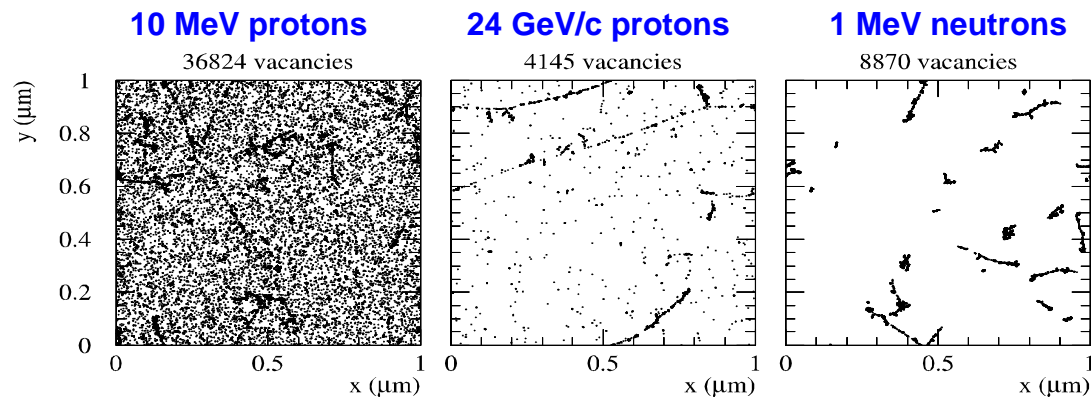 10 MeV protons 24 GeV/c protons 1 MeV neutrons
36824 vacancies 4145 vacancies 8870 vacancies
y (μm)
1
0.8
0.6
0.4
0.2
0
0 0.5 1 0 0.5 1 0 0.5 1
x (μm) x (μm) x (μm)